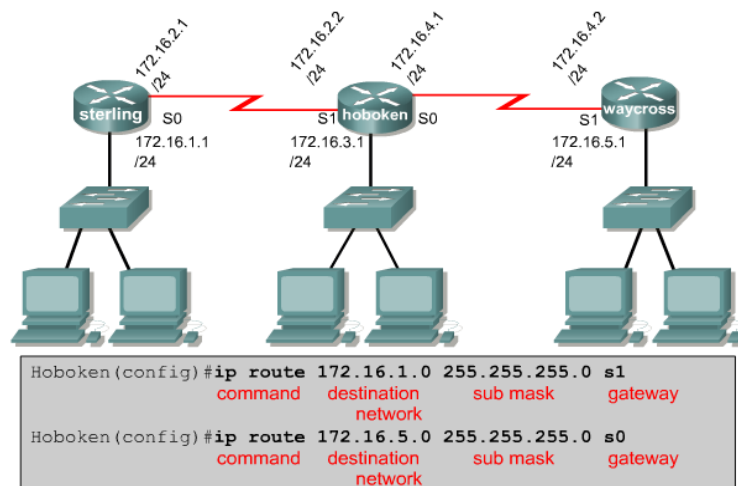 172.16.2.1
/24
172.16.2.2
/24
172.16.4.1
/24
172.16.4.2
/24
sterling
S0
S1
hoboken
S0
S1
waycross
172.16.1.1
/24
172.16.3.1
/24
172.16.5.1
/24
Hoboken(config)#ip route 172.16.1.0 255.255.255.0 s1
command destination sub mask gateway
network
Hoboken(config)#ip route 172.16.5.0 255.255.255.0 s0
command destination sub mask gateway
network